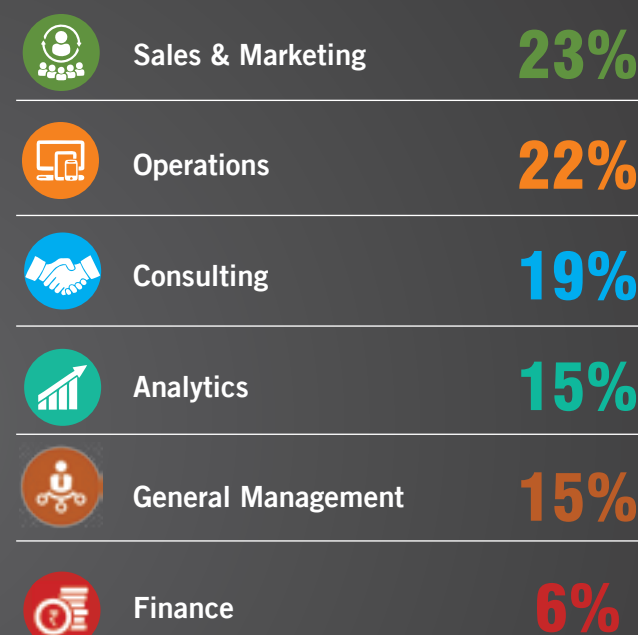 Sales & Marketing 23%
Operations 22%
Consulting 19%
Analytics 15%
General Management 15%
₹
Finance 6%